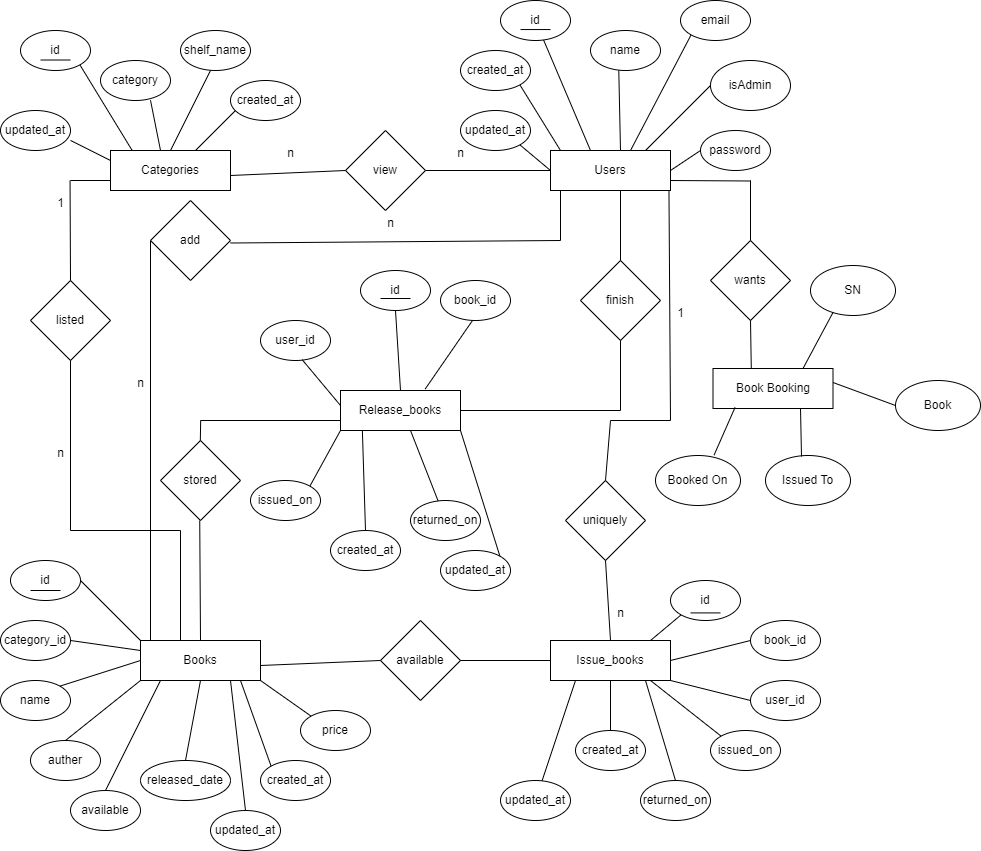 id
email
id
shelf_name
name
category
created_at
isAdmin
created_at
updated_at
updated_at
password
n
n
Categories
view
Users
1
n
add
wants
id
SN
book_id
finish
listed
1
user_id
n
Book Booking
Release_books
Book
n
stored
Booked On
Issued To
issued_on
returned_on
uniquely
created_at
updated_at
id
id
n
category_id
book_id
Books
available
Issue_books
name
user_id
price
auther
created_at
issued_on
released_date
created_at
available
updated_at
returned_on
updated_at